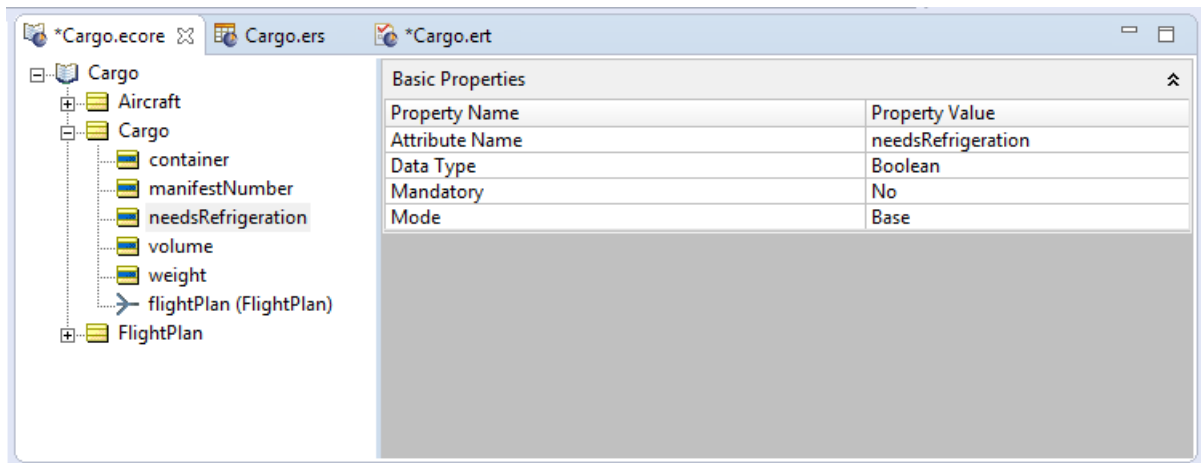 *Cargo.ecore Cargo.ers *Cargo.ert
Cargo
Aircraft
Cargo
container
manifestNumber
needsRefrigeration
volume
weight
flightPlan (FlightPlan)
FlightPlan
Basic Properties
Property Name Property Value
Attribute Name needsRefrigeration
Data Type Boolean
Mandatory No
Mode Base